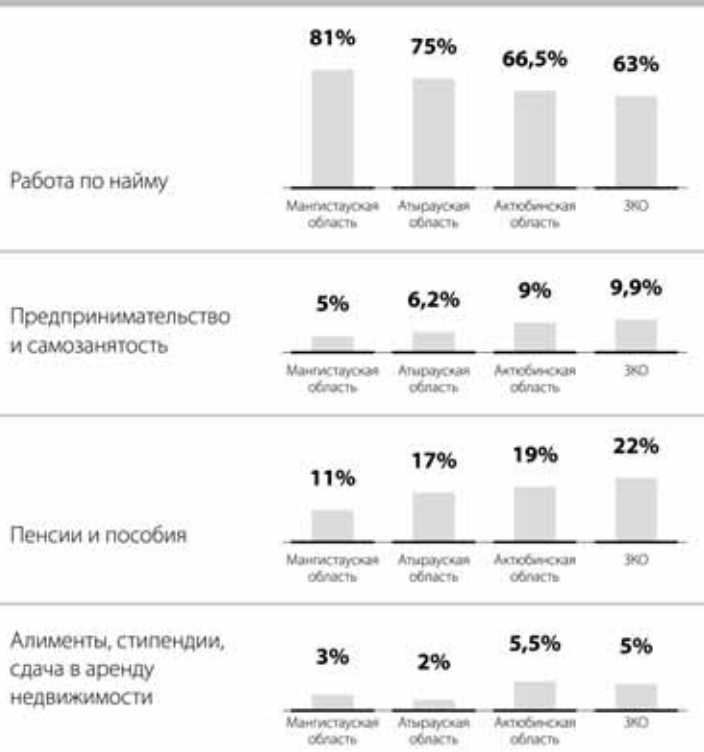 81%
75%
66,5%
63%
Работа по найму
Мангистауская область
Атырауская область
Актюбинская область
ЗКО
5%
6,2%
9%
9,9%
Предпринимательство
и самозанятость
Мангистауская область
Атырауская область
Актюбинская область
ЗКО
11%
17%
19%
22%
Пенсии и пособия
Мангистауская область
Атырауская область
Актюбинская область
ЗКО
Алименты, стипендии,
сдача в аренду
недвижимости
3%
2%
5,5%
5%
Мангистауская область
Атырауская область
Актюбинская область
ЗКО